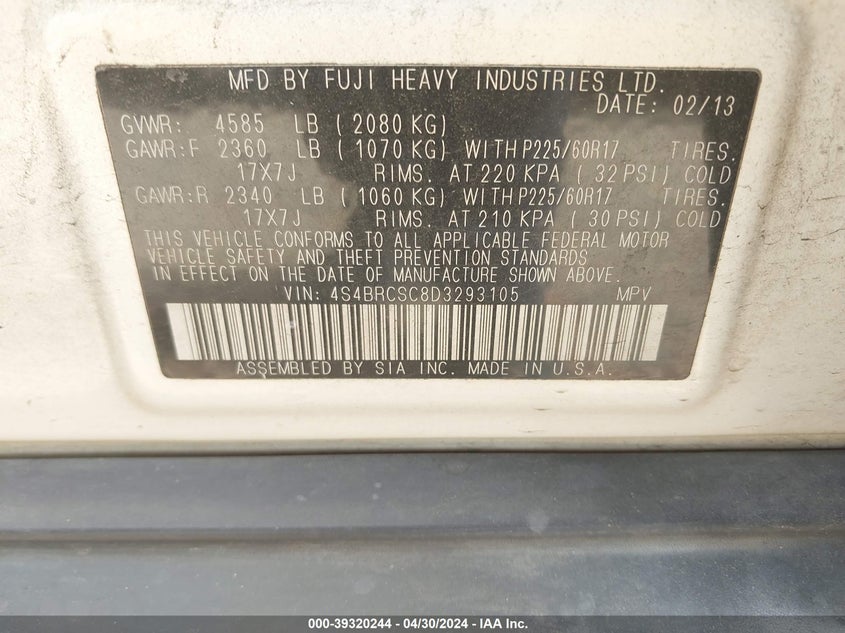 MFD BY FUJI HEAVY INDUSTRIES LTD.
DATE: 02/13
GVWR: 4585 LB ( 2080 KG)
GAWR:F 2360 LB ( 1070 KG) WITH P225/60R17 TIRES.
17X7J RIMS. AT 220 KPA ( 32 PSI) COLD
GAWR:R 2340 LB ( 1060 KG) WITH P225/60R17 TIRES.
17X7J RIMS. AT 210 KPA ( 30 PSI) COLD
THIS VEHICLE CONFORMS TO ALL APPLICABLE FEDERAL MOTOR
VEHICLE SAFETY AND THEFT PREVENTION STANDARDS
IN EFFECT ON THE DATE OF MANUFACTURE SHOWN ABOVE.
VIN: 4S4BRCSC8D3293105 MPV
ASSEMBLED BY SIA INC. MADE IN U.S.A.
000-39320244 - 04/30/2024 - IAA Inc.